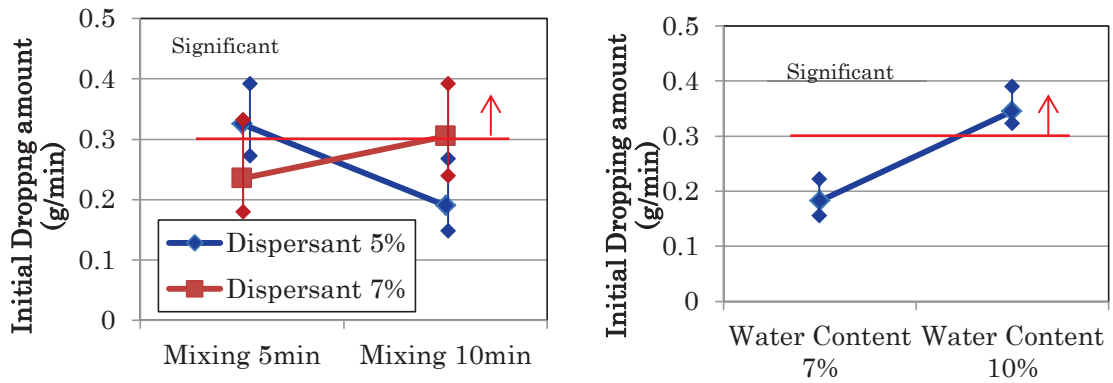 Initial Droppng amount
(g/min)
0.5
0.4
0.3
0.2
0.1
0
Significant
Dispersant 5%
Dispersant 7%
Mixing 5min
Mixing 10min
Initial Dropping amount
(g/min)
0.5
0.4
0.3
0.2
0.1
0
Significant
Water Content
7%
Water Content
10%